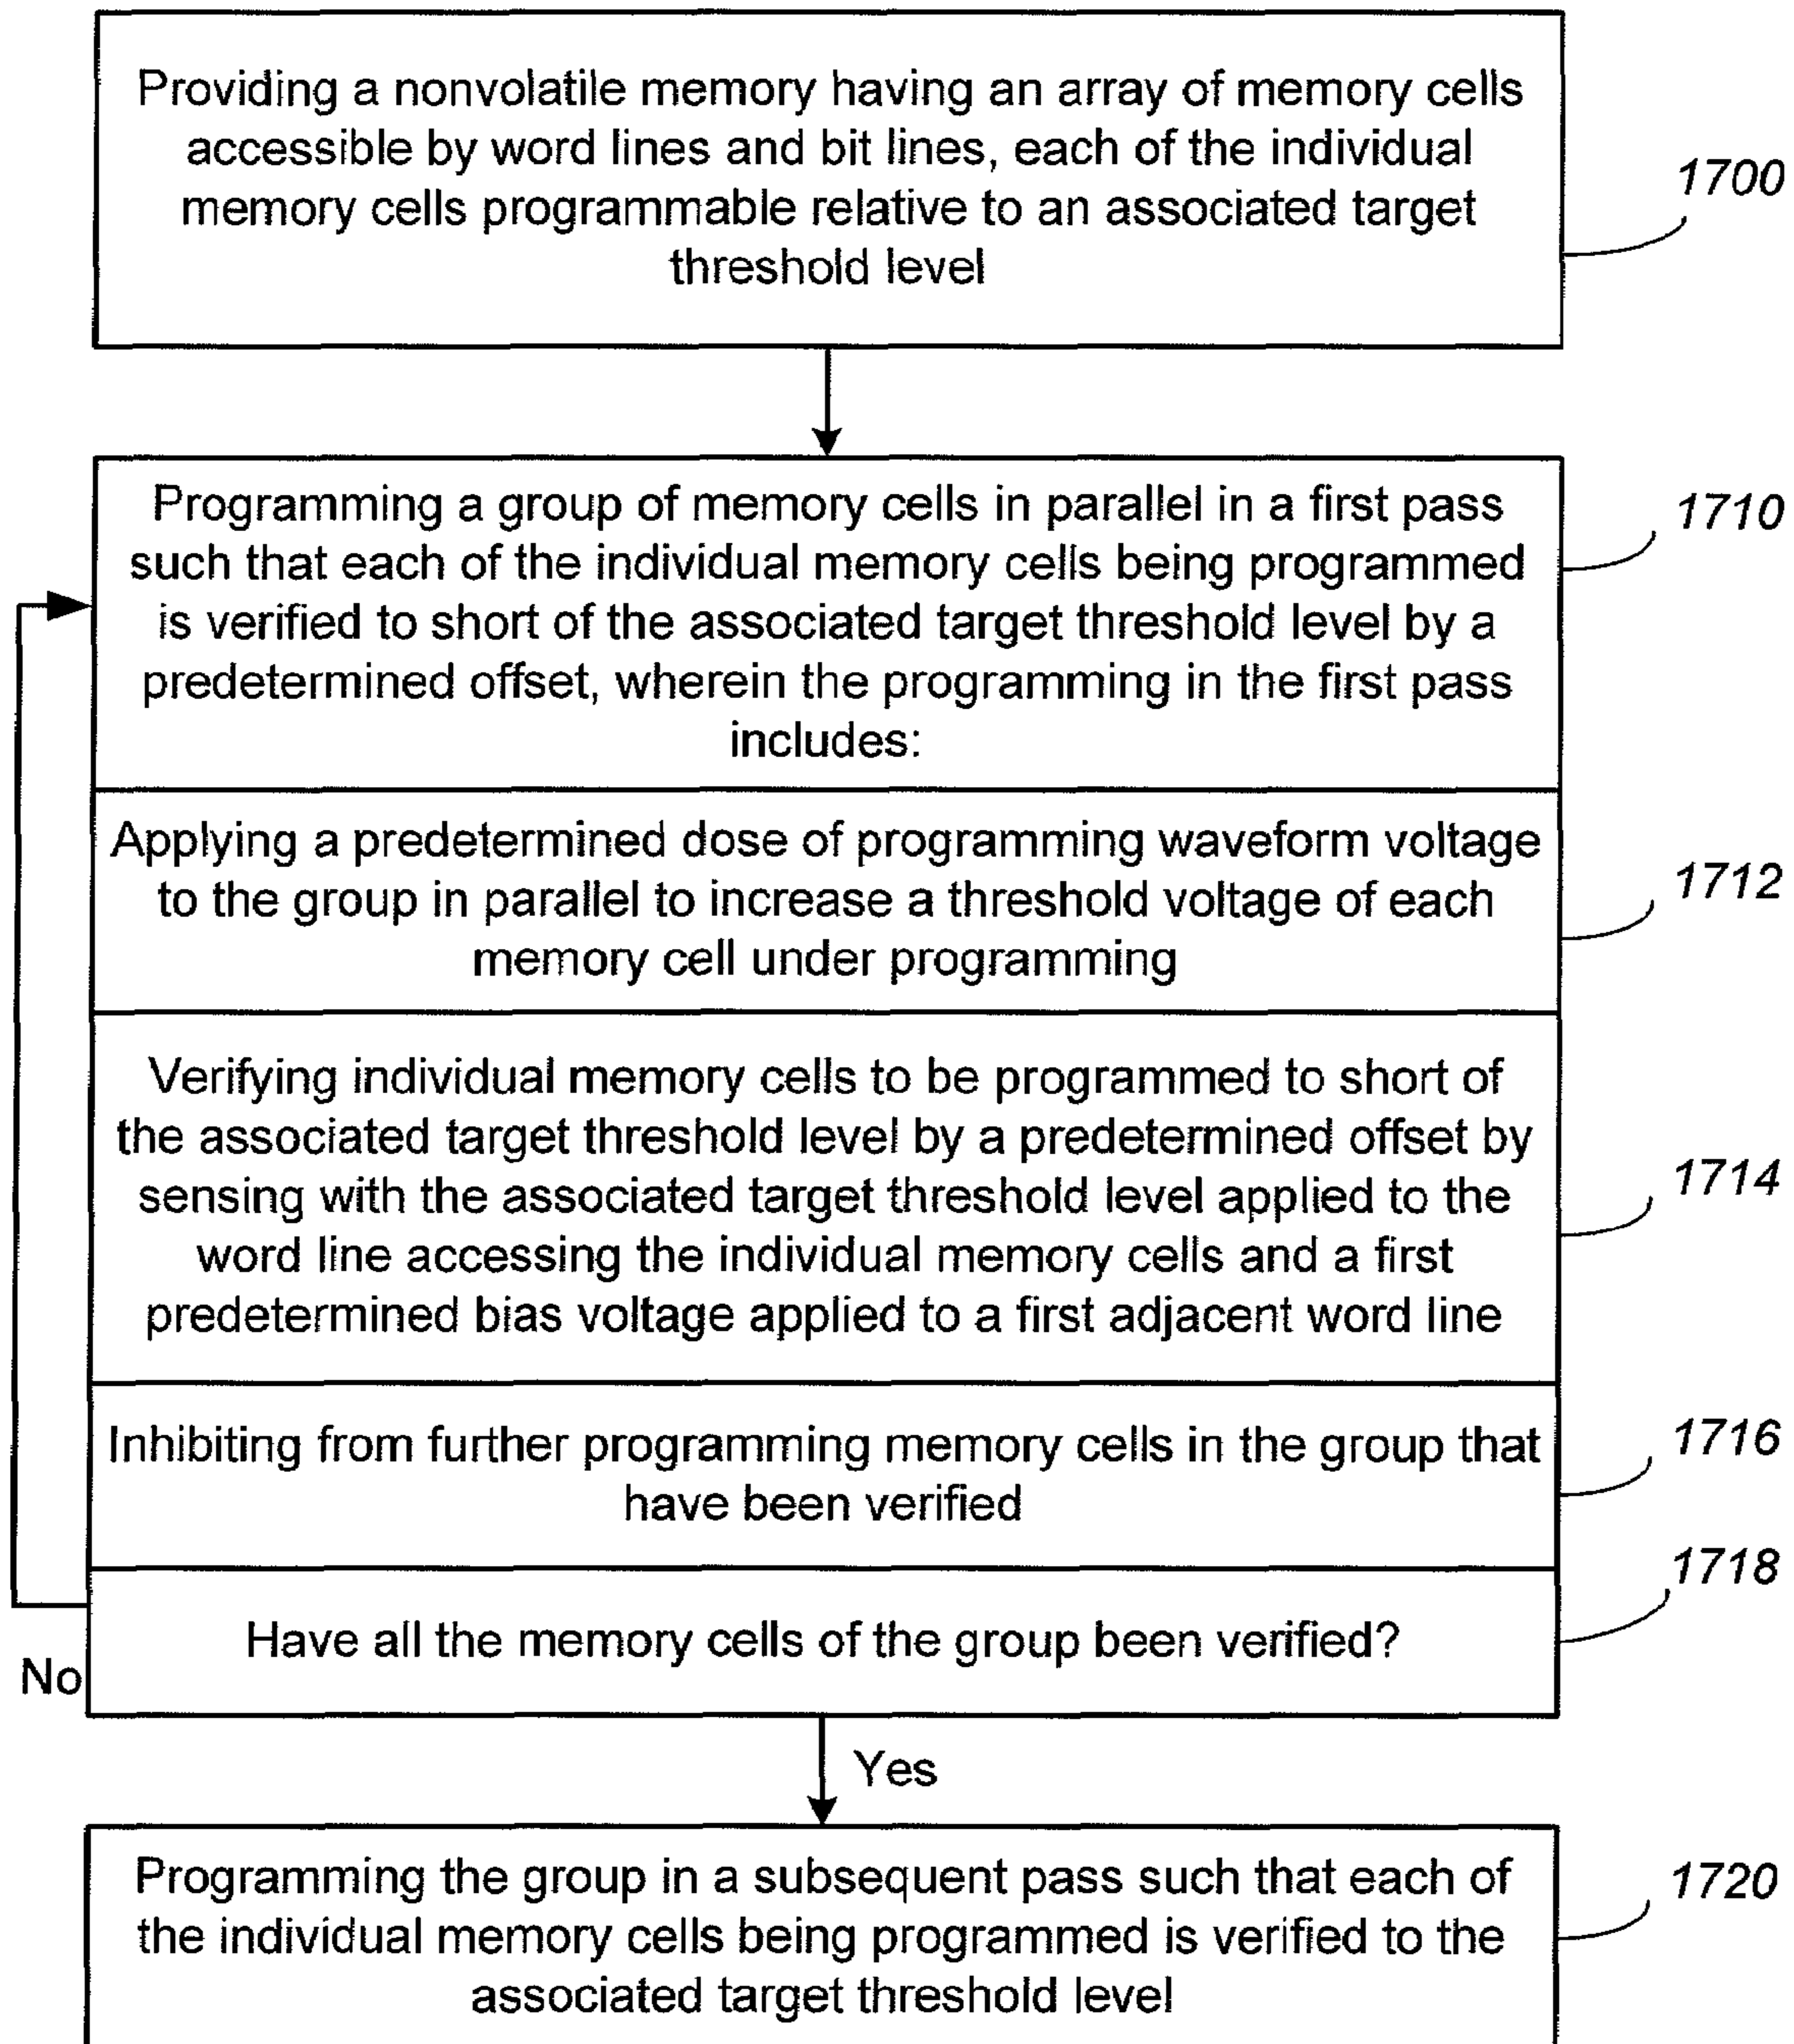 Providing a nonvolatile memory having an array of memory cells
accessible by word lines and bit lines, each of the individual
memory cells programmable relative to an associated target
threshold level
1700
Programming a group of memory cells in parallel in a first pass
such that each of the individual memory cells being programmed
is verified to short of the associated target threshold level by a
predetermined offset, wherein the programming in the first pass
includes:
1710
Applying a predetermined dose of programming waveform voltage
to the group in parallel to increase a threshold voltage of each
memory cell under programming
1712
Verifying individual memory cells to be programmed to short of
the associated target threshold level by a predetermined offset by
sensing with the associated target threshold level applied to the
word line accessing the individual memory cells and a first
predetermined bias voltage applied to a first adjacent word line
1714
Inhibiting from further programming memory cells in the group that
have been verified
1716
Have all the memory cells of the group been verified?
1718
No
Yes
Programming the group in a subsequent pass such that each of
the individual memory cells being programmed is verified to the
associated target threshold level
1720